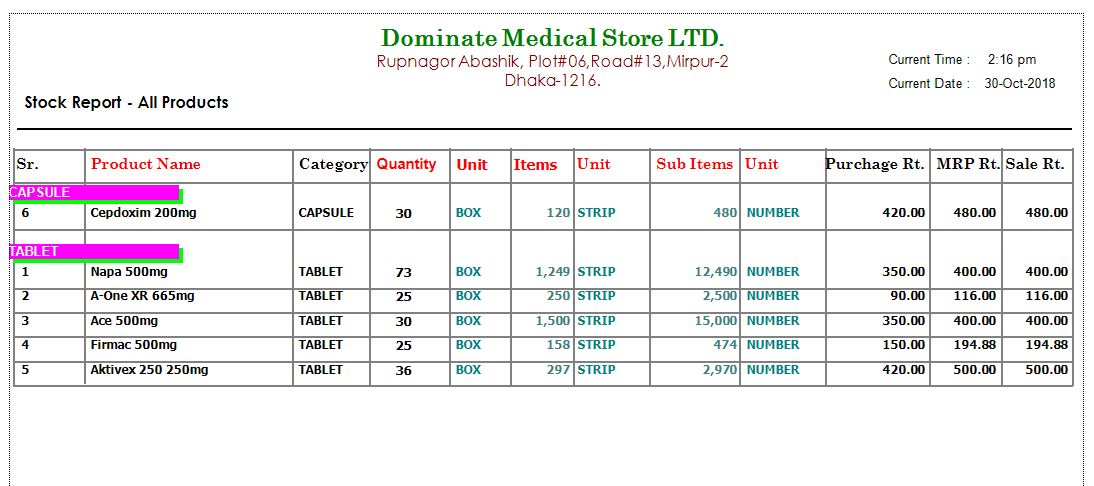 Dominate Medical Store LTD.
Rupnagor Abashik, Plot#06,Road#13,Mirpur-2
Dhaka-1216.
Current Time : 2:16 pm
Current Date : 30-Oct-2018
Stock Report - All Products
Sr. Product Name Category Quantity Unit Items Unit Sub Items Unit Purchage Rt. MRP Rt. Sale Rt.
CAPSULE
6 Cepdoxim 200mg CAPSULE 30 BOX 120 STRIP 480 NUMBER 420.00 480.00 480.00
TABLET
1 Napa 500mg TABLET 73 BOX 1,249 STRIP 12,490 NUMBER 350.00 400.00 400.00
2 A-One XR 665mg TABLET 25 BOX 250 STRIP 2,500 NUMBER 90.00 116.00 116.00
3 Ace 500mg TABLET 30 BOX 1,500 STRIP 15,000 NUMBER 350.00 400.00 400.00
4 Firmac 500mg TABLET 25 BOX 158 STRIP 474 NUMBER 150.00 194.88 194.88
5 Aktivex 250 250mg TABLET 36 BOX 297 STRIP 2,970 NUMBER 420.00 500.00 500.00